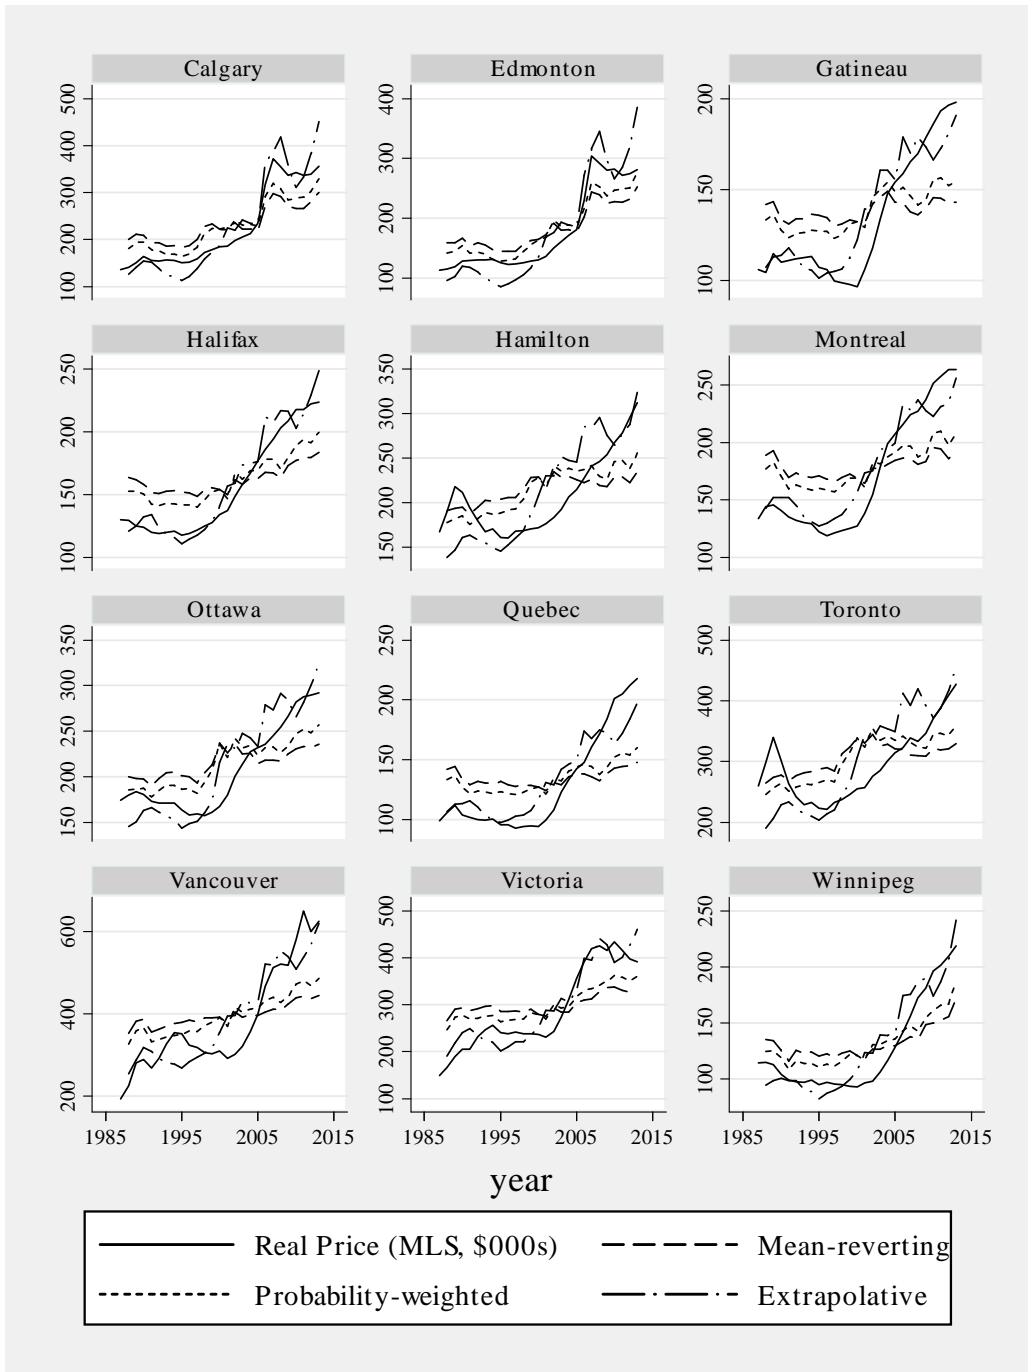 Calgary Edmonton Gatineau
500 400 300 200 100
400 300 200 100
200 150 100
Halifax Hamilton Montreal
250 200 150 100
350 300 250 200 150
250 200 150 100
Ottawa Quebec Toronto
350 300 250 200 150
250 200 150 100
500 400 300 200
Vancouver Victoria Winnipeg
600 400 200
500 400 300 200 100
250 200 150 100
1985 1995 2005 2015 1985 1995 2005 2015 1985 1995 2005 2015
year
Real Price (MLS, $000s) Mean-reverting
Probability-weighted Extrapolative